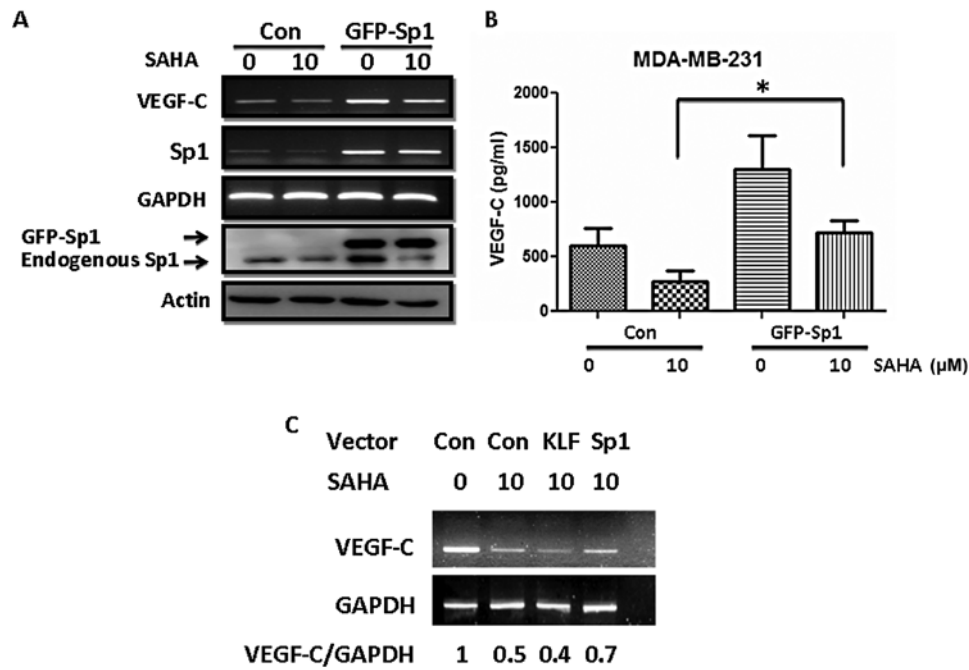 A
Con GFP-Sp1
SAHA 0 10 0 10
VEGF-C
Sp1
GAPDH
GFP-Sp1
Endogenous Sp1
Actin
B
MDA-MB-231
*
VEGF-C (pg/ml)
2000
1500
1000
500
0
Con GFP-Sp1
0 10 0 10 SAHA (µM)
C
Vector Con Con KLF Sp1
SAHA 0 10 10 10
VEGF-C
GAPDH
VEGF-C/GAPDH 1 0.5 0.4 0.7